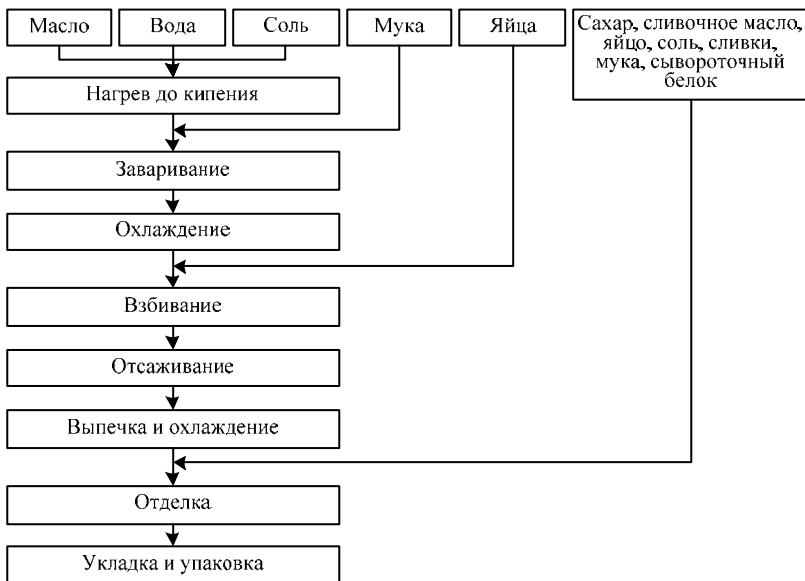 Масло
Вода
Соль
Мука
Яйца
Сахар, сливочное масло,
яйцо, соль, сливки,
мука, сывороточный
белок
Нагрев до кипения
Заваривание
Охлаждение
Взбивание
Отсаживание
Выпечка и охлаждение
Отделка
Укладка и упаковка